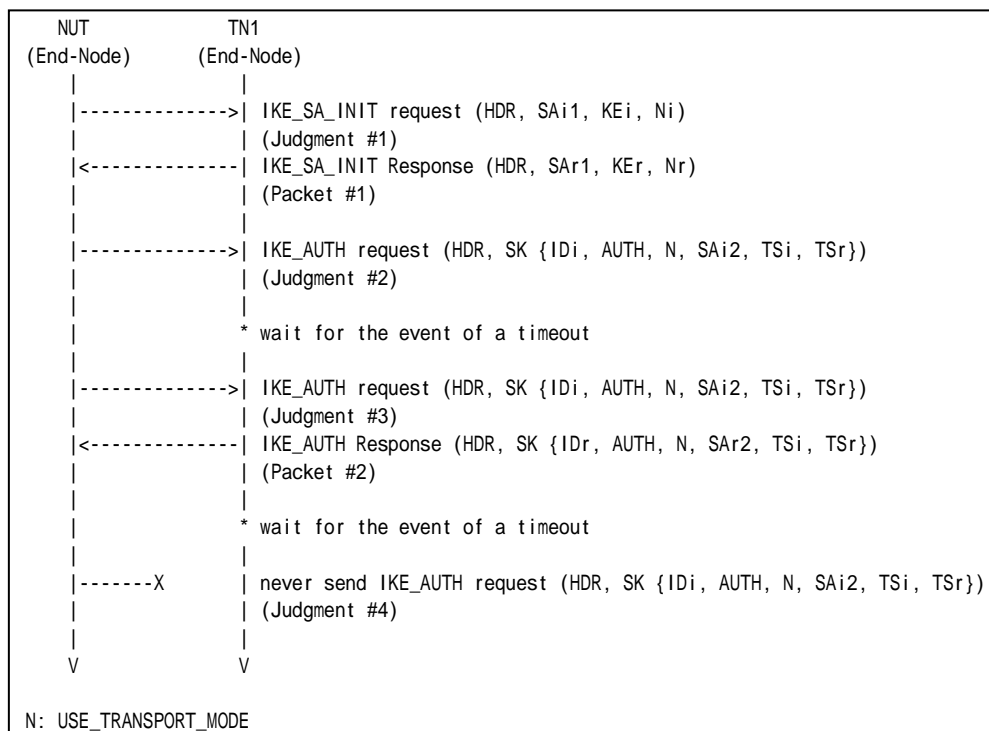 NUT TN1
(End-Node) (End-Node)
| |
|-------------->| IKE_SA_INIT request (HDR, SAi1, KEi, Ni)
| | (Judgment #1)
|<--------------| IKE_SA_INIT Response (HDR, SAr1, KEr, Nr)
| | (Packet #1)
| |
|-------------->| IKE_AUTH request (HDR, SK {IDi, AUTH, N, SAi2, TSi, TSr})
| | (Judgment #2)
| |
| * wait for the event of a timeout
| |
|-------------->| IKE_AUTH request (HDR, SK {IDi, AUTH, N, SAi2, TSi, TSr})
| | (Judgment #3)
|<--------------| IKE_AUTH Response (HDR, SK {IDr, AUTH, N, SAr2, TSi, TSr})
| | (Packet #2)
| |
| * wait for the event of a timeout
| |
|-------X | never send IKE_AUTH request (HDR, SK {IDi, AUTH, N, SAi2, TSi, TSr})
| | (Judgment #4)
| |
V V
N: USE_TRANSPORT_MODE